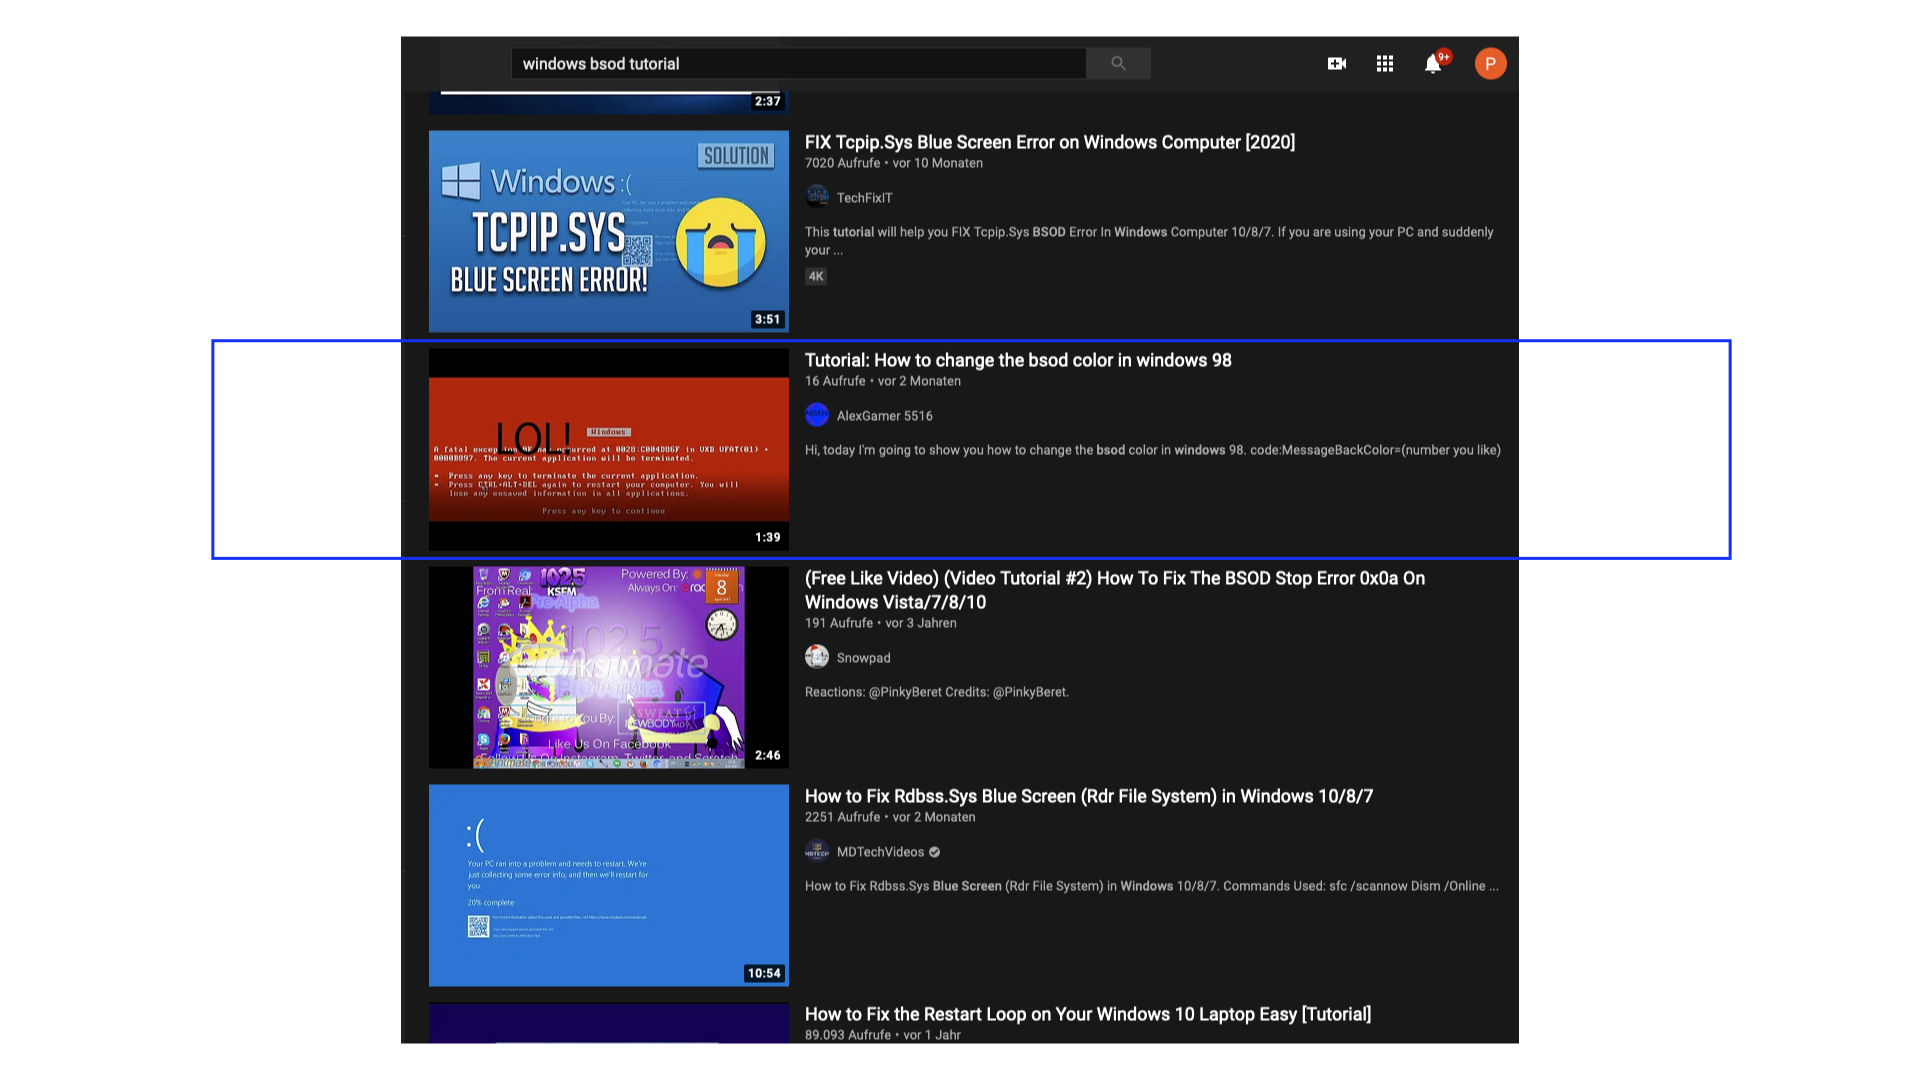 windows bsod tutorial
9+
P
2:37
FIX Tcpip.Sys Blue Screen Error on Windows Computer [2020]
7020 Aufrufe • vor 10 Monaten
TechFixIT
This tutorial will help you FIX Tcpip.Sys BSOD Error In Windows Computer 10/8/7. If you are using your PC and suddenly
your ...
4K
SOLUTION
Windows :(
TCPIP.SYS
BLUE SCREEN ERROR!
3:51
Tutorial: How to change the bsod color in windows 98
16 Aufrufe • vor 2 Monaten
AlexGamer 5516
Hi, today I'm going to show you how to change the bsod color in windows 98. code:MessageBackColor=(number you like)
LOL!
Windows
A fatal
at 0028:C004D86F in VXD VFAT(01) +
0000B897. The current application will be terminated.
* Press any key to terminate the current application.
* Press CTRL+ALT+DEL again to restart your computer. You will
lose any unsaved information in all applications.
Press any key to continue
1:39
(Free Like Video) (Video Tutorial #2) How To Fix The BSOD Stop Error 0x0a On
Windows Vista/7/8/10
191 Aufrufe • vor 3 Jahren
Snowpad
Reactions: @PinkyBeret Credits: @PinkyBeret.
1025
KSFM
Powered By:
Always On:
8
From Real
Pre-Alpha
102.5
KSFM
SWEAT
NEWBODY
Like Us On Facebook
2:46
How to Fix Rdbss.Sys Blue Screen (Rdr File System) in Windows 10/8/7
2251 Aufrufe • vor 2 Monaten
MDTechVideos
How to Fix Rdbss.Sys Blue Screen (Rdr File System) in Windows 10/8/7. Commands Used: sfc /scannow Dism /Online ...
:(
Your PC ran into a problem and needs to restart. We're
just collecting some error info, and then we'll restart for
you.
20% complete
10:54
How to Fix the Restart Loop on Your Windows 10 Laptop Easy [Tutorial]
89.093 Aufrufe • vor 1 Jahr